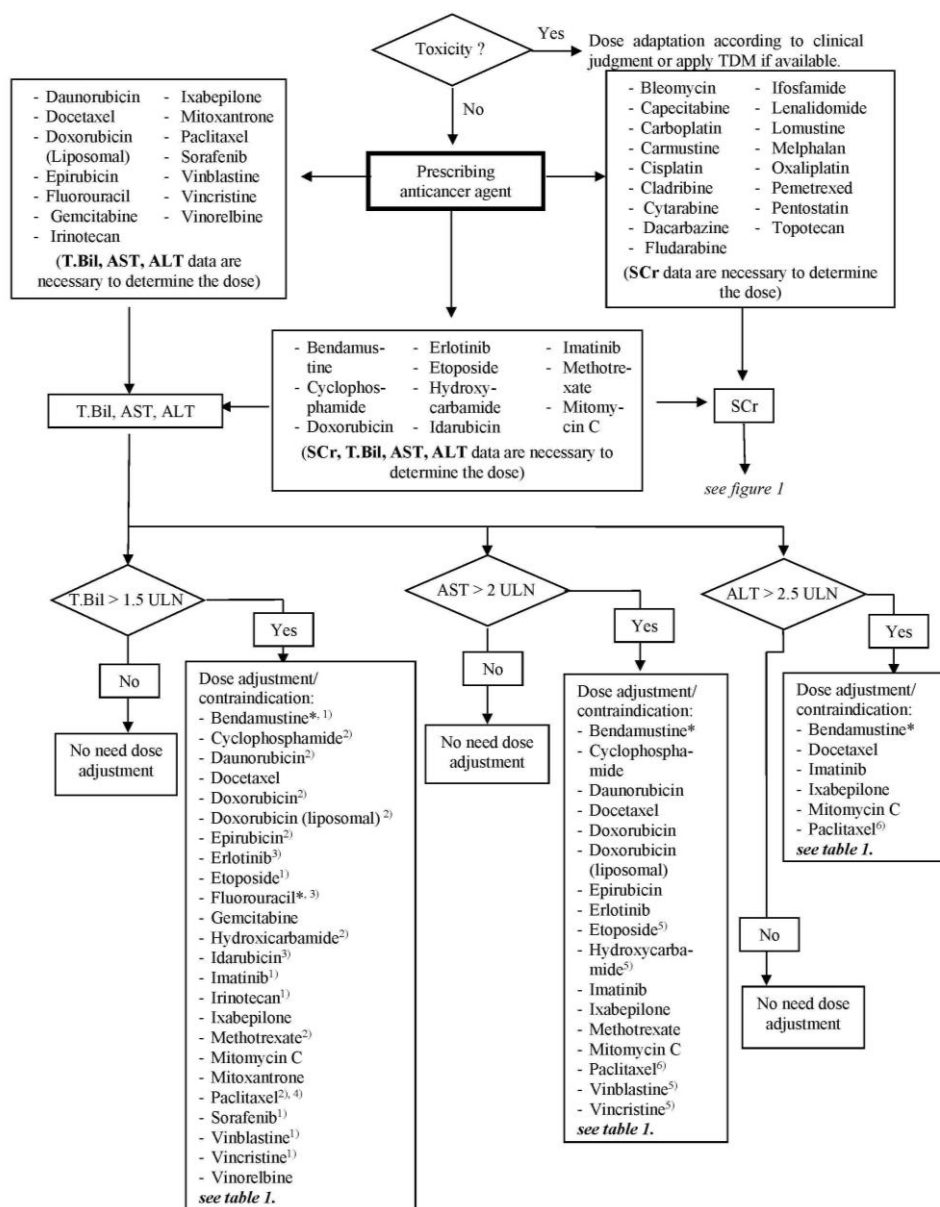 Toxicity ?
Yes
Dose adaptation according to clinical
judgment or apply TDM if available.
No
- Daunorubicin
- Docetaxel
- Doxorubicin
(Liposomal)
- Epirubicin
- Fluorouracil
- Gemcitabine
- Irinotecan
- Ixabepilone
- Mitoxantrone
- Paclitaxel
- Sorafenib
- Vinblastine
- Vincristine
- Vinorelbine
(T.Bil, AST, ALT data are
necessary to determine the dose)
Prescribing
anticancer agent
- Bleomycin
- Capecitabine
- Carboplatin
- Carmustine
- Cisplatin
- Cladribine
- Cytarabine
- Dacarbazine
- Fludarabine
- Ifosfamide
- Lenalidomide
- Lomustine
- Melphalan
- Oxaliplatin
- Pemetrexed
- Pentostatin
- Topotecan
(SCr data are necessary to determine
the dose)
- Bendamus-
tine
- Cyclophos-
phamide
- Doxorubicin
- Erlotinib
- Etoposide
- Hydroxy-
carbamide
- Idarubicin
- Imatinib
- Methotre-
xate
- Mitomy-
cin C
(SCr, T.Bil, AST, ALT data are necessary to
determine the dose)
T.Bil, AST, ALT
SCr
see figure 1
T.Bil > 1.5 ULN
Yes
No
No need dose
adjustment
Dose adjustment/
contraindication:
- Bendamustine*, 1)
- Cyclophosphamide2)
- Daunorubicin2)
- Docetaxel
- Doxorubicin2)
- Doxorubicin (liposomal) 2)
- Epirubicin2)
- Erlotinib3)
- Etoposide1)
- Fluorouracil*, 3)
- Gemcitabine
- Hydroxicarbamide2)
- Idarubicin3)
- Imatinib1)
- Irinotecan1)
- Ixabepilone
- Methotrexate2)
- Mitomycin C
- Mitoxantrone
- Paclitaxel2), 4)
- Sorafenib1)
- Vinblastine1)
- Vincristine1)
- Vinorelbine
see table 1.
AST > 2 ULN
Yes
No
No need dose
adjustment
Dose adjustment/
contraindication:
- Bendamustine*
- Cyclophospha-
mide
- Daunorubicin
- Docetaxel
- Doxorubicin
- Doxorubicin
(liposomal)
- Epirubicin
- Erlotinib
- Etoposide5)
- Hydroxycarba-
mide5)
- Imatinib
- Ixabepilone
- Methotrexate
- Mitomycin C
- Paclitaxel6)
- Vinblastine5)
- Vincristine5)
see table 1.
ALT > 2.5 ULN
Yes
Dose adjustment/
contraindication:
- Bendamustine*
- Docetaxel
- Imatinib
- Ixabepilone
- Mitomycin C
- Paclitaxel6)
see table 1.
No
No need dose
adjustment